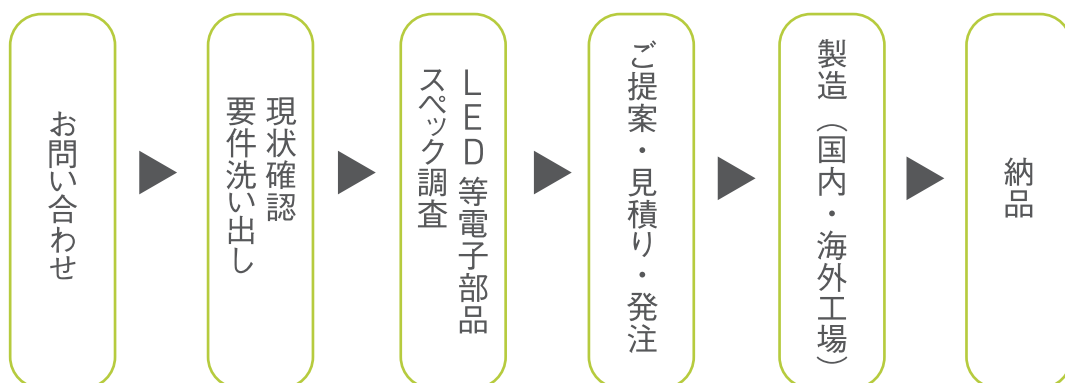 お問い合わせ
現状確認
要件洗い出し
LED等電子部品
スペック調査
ご提案・見積り・発注
製造（国内・海外工場）
納品